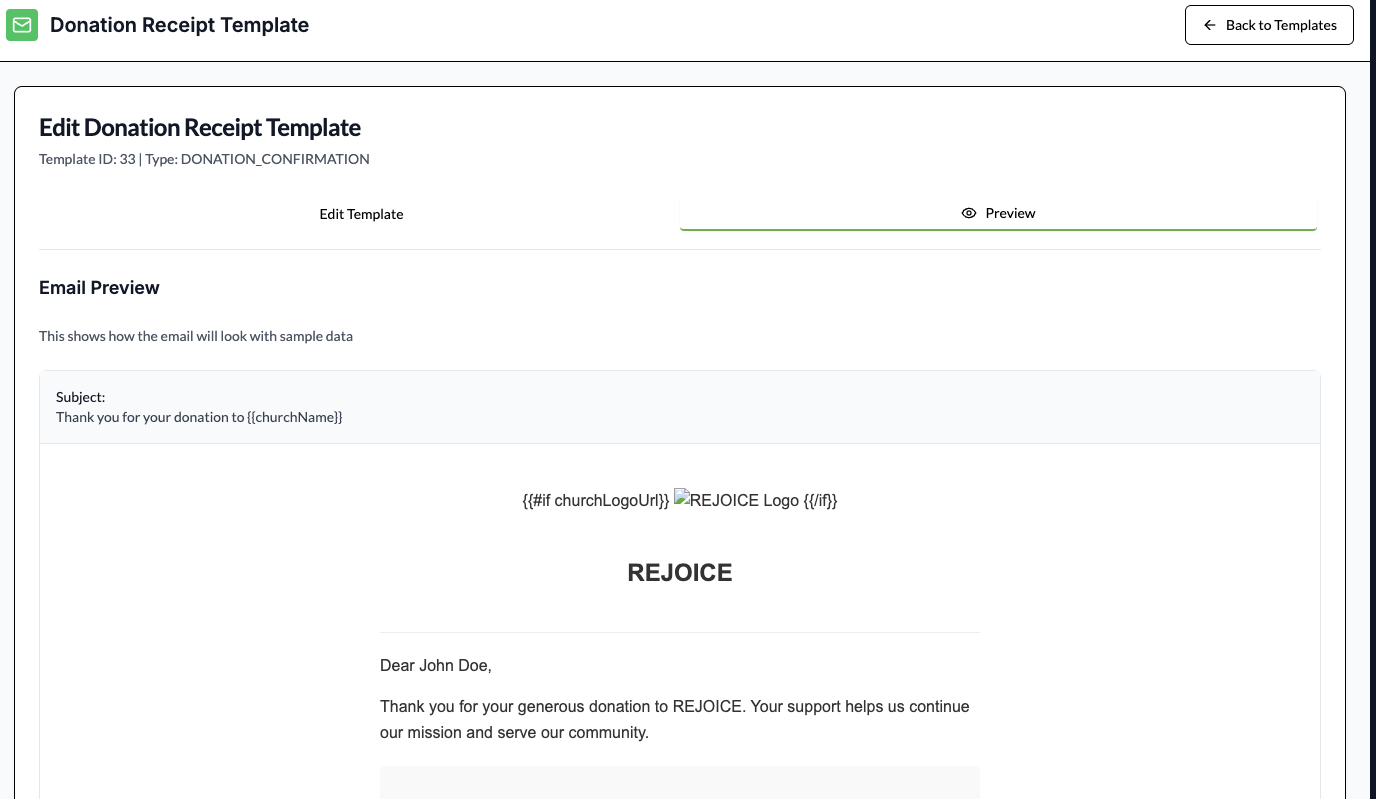 Donation Receipt Template
Back to Templates
Edit Donation Receipt Template
Template ID: 33 | Type: DONATION_CONFIRMATION
Edit Template
Preview
Email Preview
This shows how the email will look with sample data
Subject:
Thank you for your donation to {{churchName}}
{{#if churchLogoUrl}} REJOICE Logo {{/if}}
REJOICE
Dear John Doe,
Thank you for your generous donation to REJOICE. Your support helps us continue
our mission and serve our community.